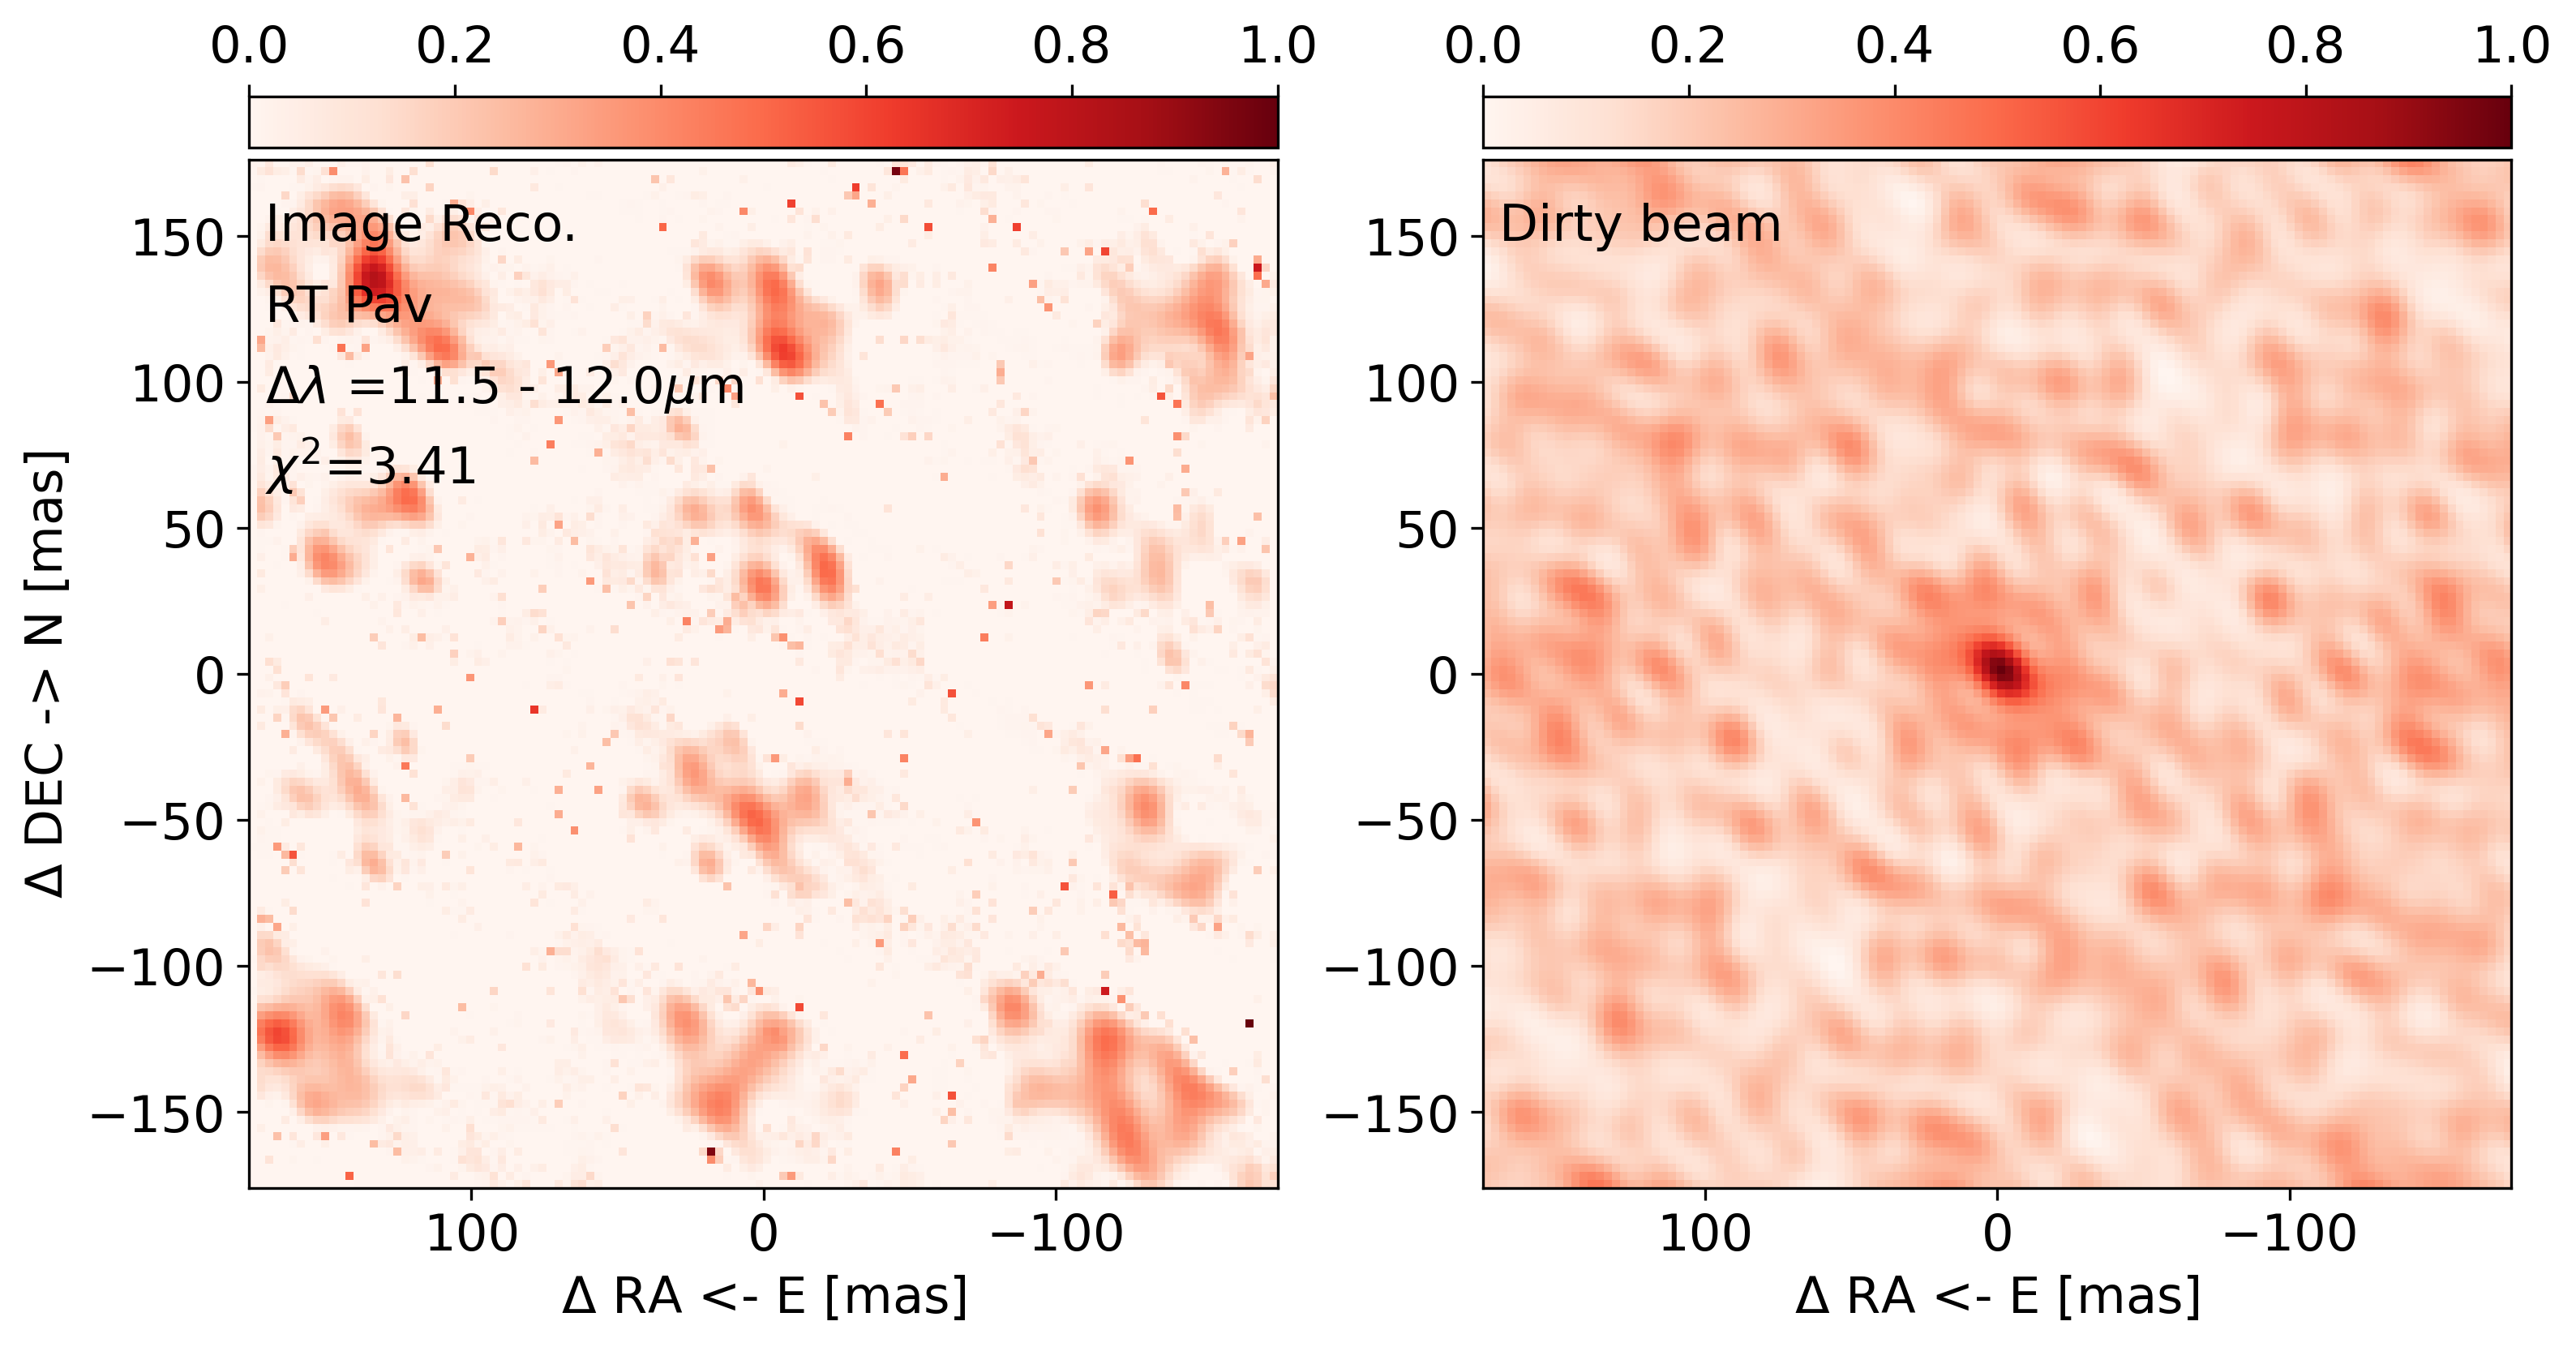 0.0 0.2 0.4 0.6 0.8 1.0
0.0 0.2 0.4 0.6 0.8 1.0
Image Reco.
RT Pav
Δλ =11.5 - 12.0μm
χ²=3.41
150
100
50
0
−50
−100
−150
Δ DEC -> N [mas]
100 0 −100
Δ RA <- E [mas]
Dirty beam
150
100
50
0
−50
−100
−150
100 0 −100
Δ RA <- E [mas]